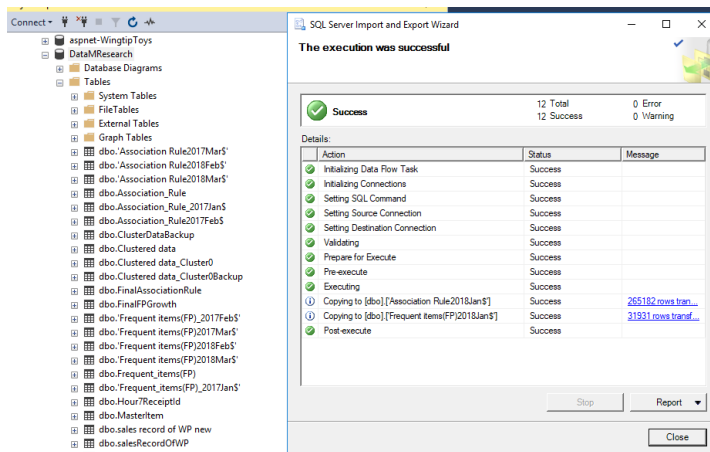 Connect
aspnet-WingtipToys
DataMResearch
Database Diagrams
Tables
System Tables
FileTables
External Tables
Graph Tables
dbo.'Association Rule2017Mar$'
dbo.'Association Rule2018Feb$'
dbo.'Association Rule2018Mar$'
dbo.Association_Rule
dbo.Association_Rule_2017Jan$
dbo.Association_Rule2017Feb$
dbo.ClusterDataBackup
dbo.Clustered data
dbo.Clustered data_Cluster0
dbo.Clustered data_Cluster0Backup
dbo.FinalAssociationRule
dbo.FinalFPGrowth
dbo.'Frequent items(FP)_2017Feb$'
dbo.'Frequent items(FP)2017Mar$'
dbo.'Frequent items(FP)2018Feb$'
dbo.'Frequent items(FP)2018Mar$'
dbo.Frequent_items(FP)
dbo.'Frequent_items(FP)_2017Jan$'
dbo.Hour7ReceiptId
dbo.MasterItem
dbo.sales record of WP new
dbo.salesRecordOfWP
SQL Server Import and Export Wizard
The execution was successful
Success 12 Total 0 Error
12 Success 0 Warning
Details:
Action Status Message
Initializing Data Flow Task Success
Initializing Connections Success
Setting SQL Command Success
Setting Source Connection Success
Setting Destination Connection Success
Validating Success
Prepare for Execute Success
Pre-execute Success
Executing Success
Copying to [dbo].['Association Rule2018Jan$'] Success 265182 rows tran...
Copying to [dbo].['Frequent items(FP)2018Jan$'] Success 31931 rows transf...
Post-execute Success
Stop Report
Close